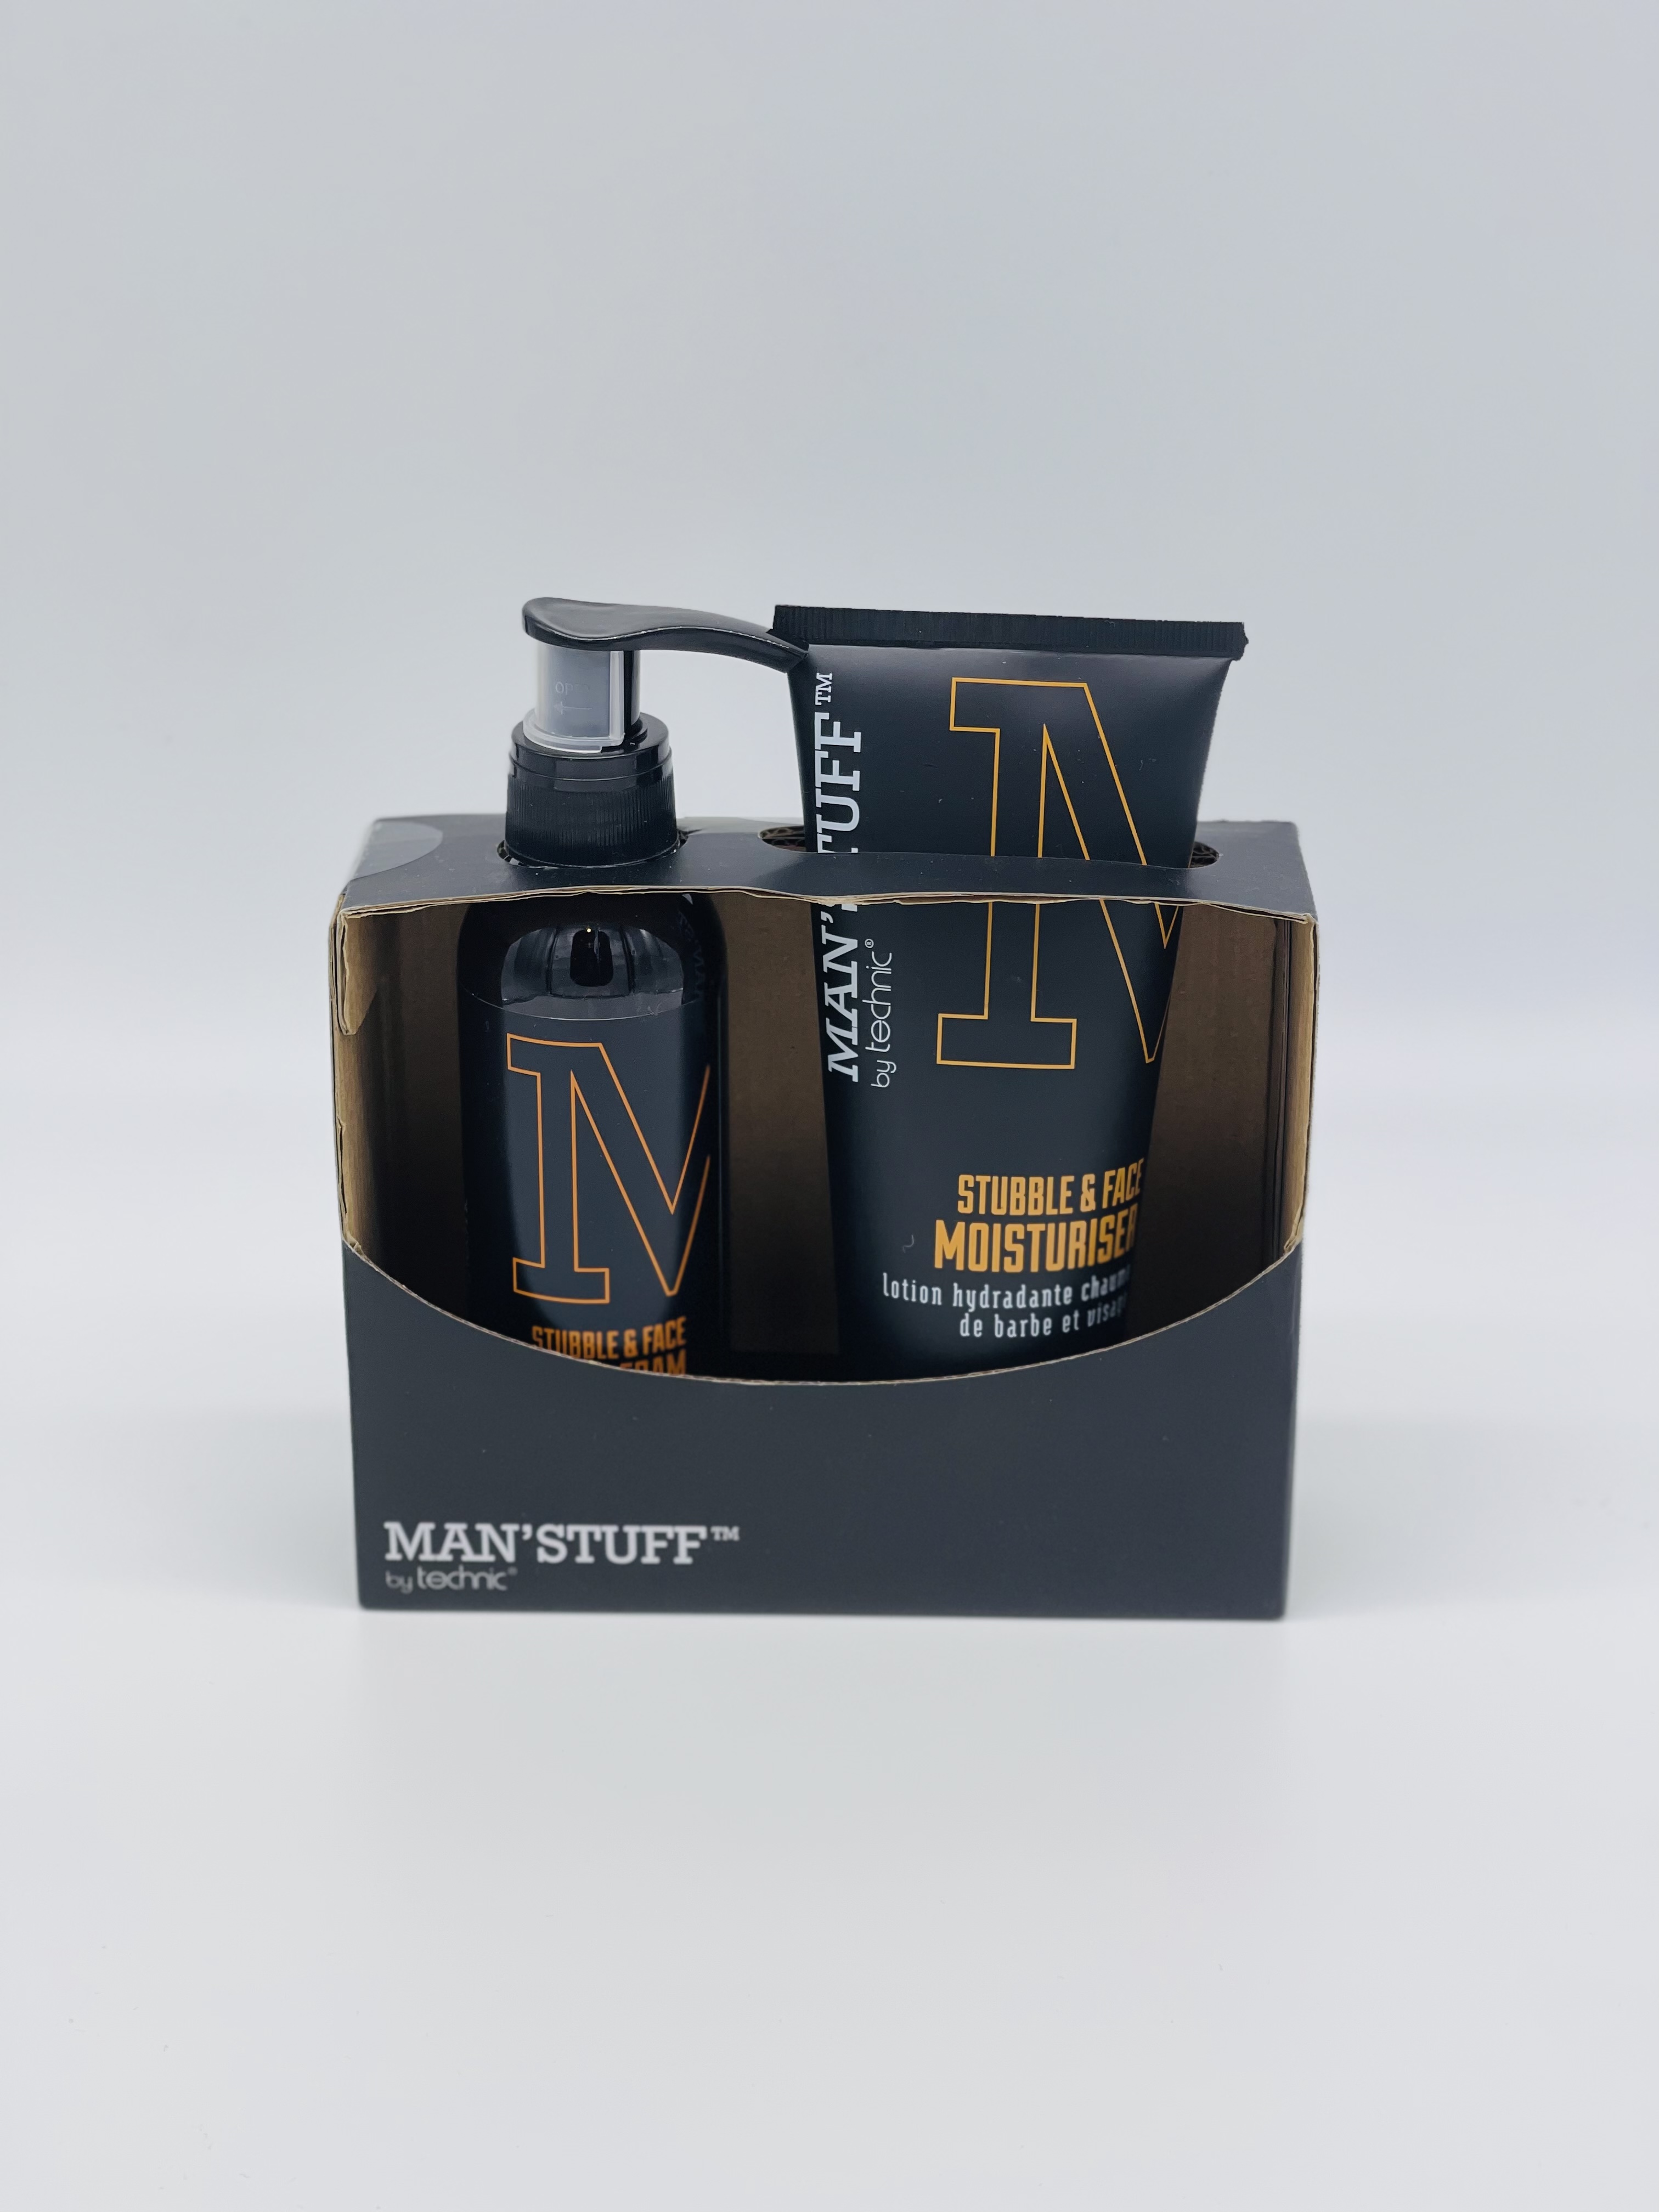 M
STUBBLE & FACE
MAN'STUFF™
by technic®
M
STUBBLE & FACE
MOISTURISER
lotion hydradante
de barbe et
MAN'STUFF™
by technic®